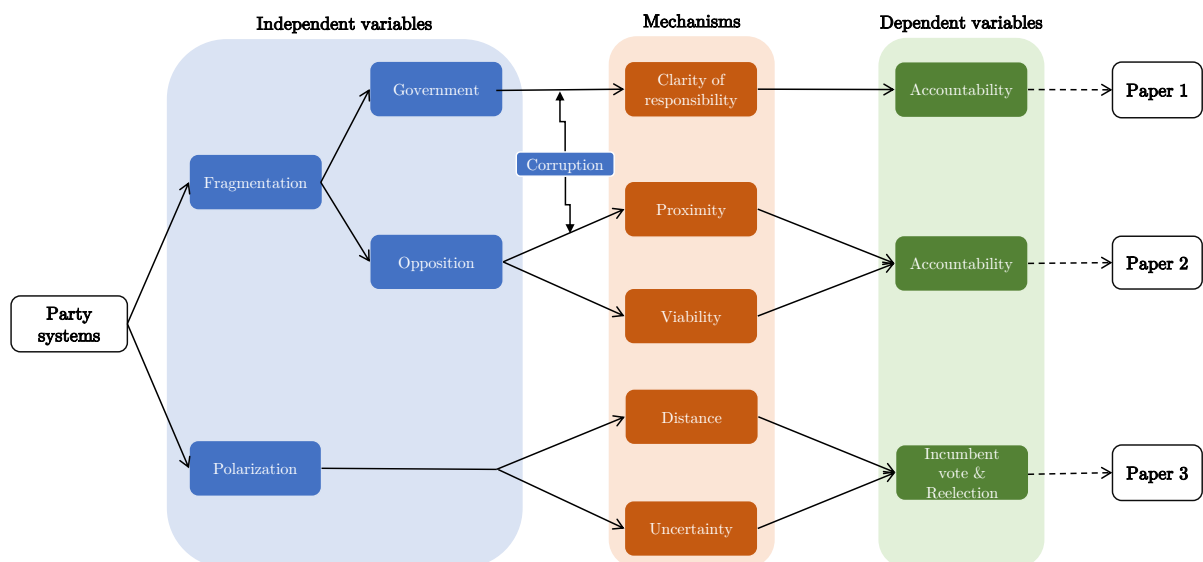 Independent variables
Mechanisms
Dependent variables
Government
Clarity of
responsibility
Accountability
Paper 1
Corruption
Fragmentation
Proximity
Opposition
Accountability
Paper 2
Viability
Party
systems
Distance
Polarization
Incumbent
vote &
Reelection
Paper 3
Uncertainty